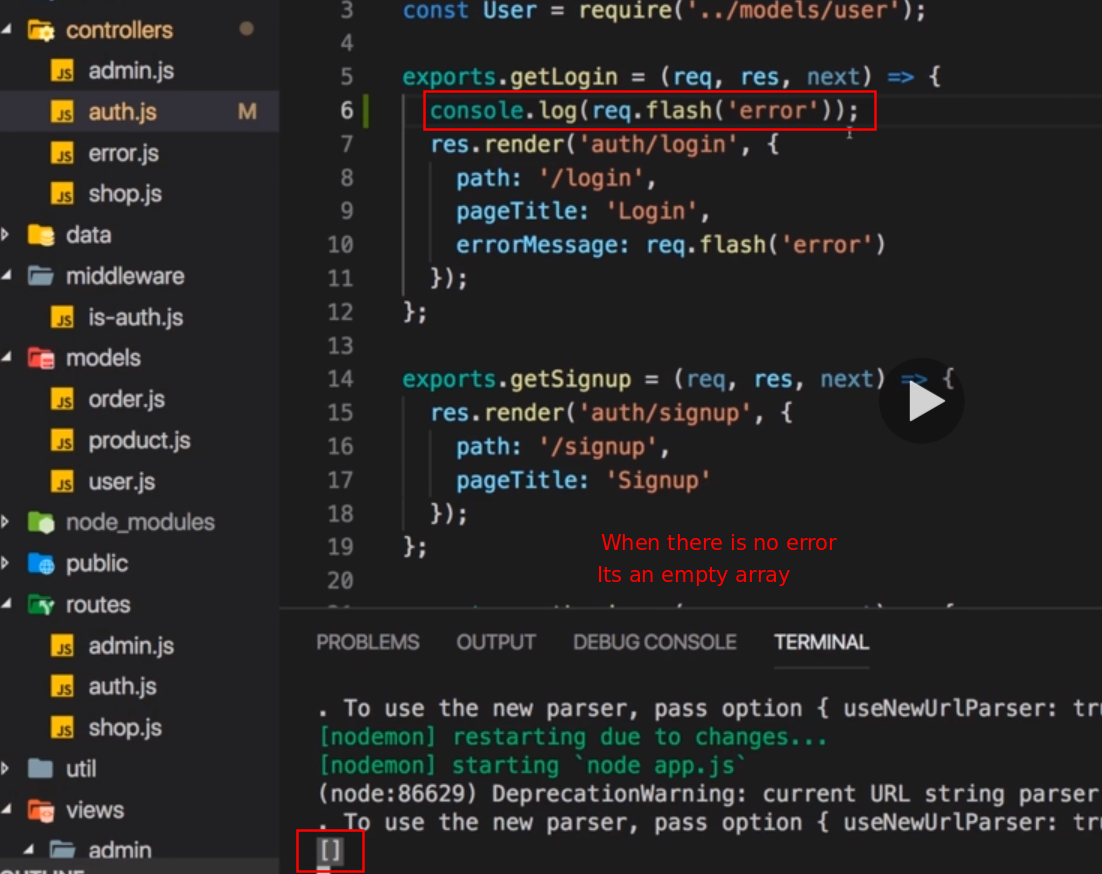 controllers
admin.js
auth.js M
error.js
shop.js
data
middleware
is-auth.js
models
order.js
product.js
user.js
node_modules
public
routes
admin.js
auth.js
shop.js
util
views
admin
OUTLINE
3 const User = require('../models/user');
4
5 exports.getLogin = (req, res, next) => {
6 console.log(req.flash('error'));
7 res.render('auth/login', {
8 path: '/login',
9 pageTitle: 'Login',
10 errorMessage: req.flash('error')
11 });
12 };
13
14 exports.getSignup = (req, res, next) => {
15 res.render('auth/signup', {
16 path: '/signup',
17 pageTitle: 'Signup'
18 });
19 };
20
When there is no error
Its an empty array
PROBLEMS OUTPUT DEBUG CONSOLE TERMINAL
. To use the new parser, pass option { useNewUrlParser: tru
[nodemon] restarting due to changes...
[nodemon] starting `node app.js`
(node:86629) DeprecationWarning: current URL string parser
. To use the new parser, pass option { useNewUrlParser: tru
[]